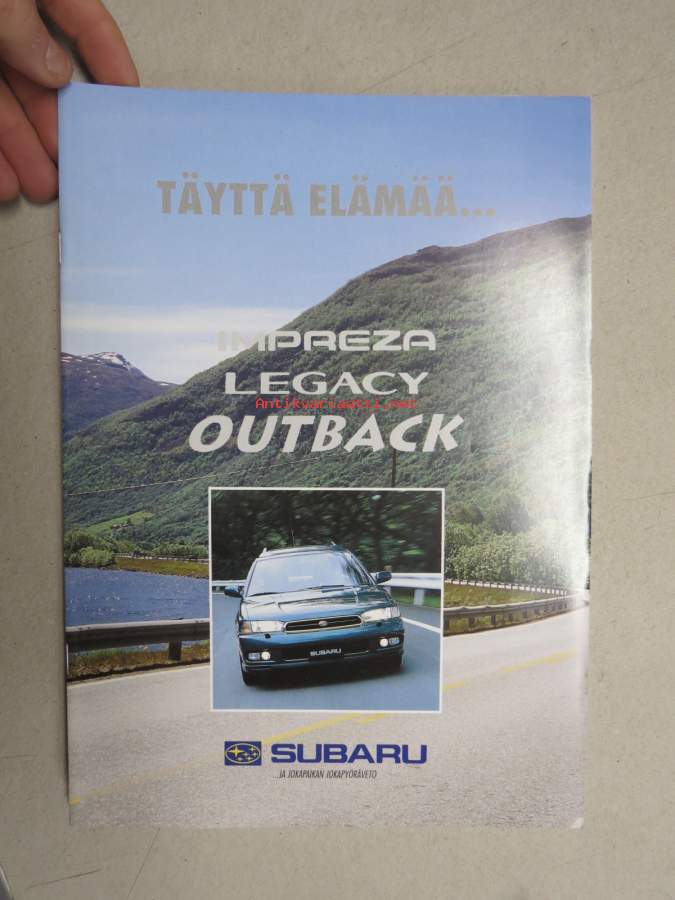 TÄYTTÄ ELÄMÄÄ...
IMPREZA
LEGACY
Antikvariaatti.net
OUTBACK
SUBARU
SUBARU
...JA JOKAPAIKAN JOKAPYÖRÄVETO